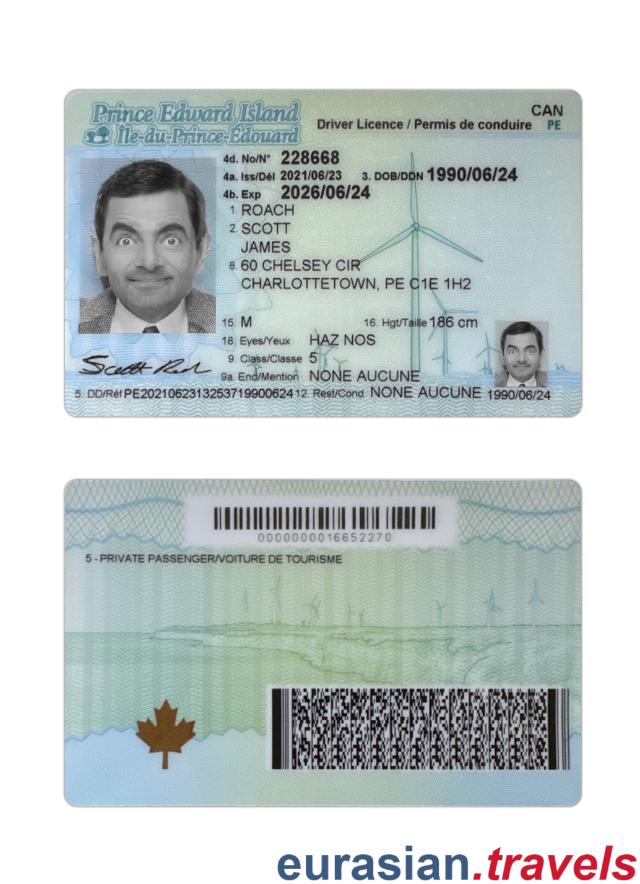 Prince Edward Island
Île-du-Prince-Édouard
Driver Licence / Permis de conduire
CAN
PE
4d. No/N° 228668
4a. Iss/Dél 2021/06/23 3. DOB/DDN 1990/06/24
4b. Exp 2026/06/24
1. ROACH
2. SCOTT
JAMES
8. 60 CHELSEY CIR
CHARLOTTETOWN, PE C1E 1H2
15. M 16. Hgt/Taille 186 cm
18. Eyes/Yeux HAZ NOS
9. Class/Classe 5
9a. End/Mention NONE AUCUNE
5. DD/Réf PE2021062313253719900624 12. Rest/Cond NONE AUCUNE 1990/06/24
0000000016652270
5 - PRIVATE PASSENGER/VOITURE DE TOURISME
eurasian.travels